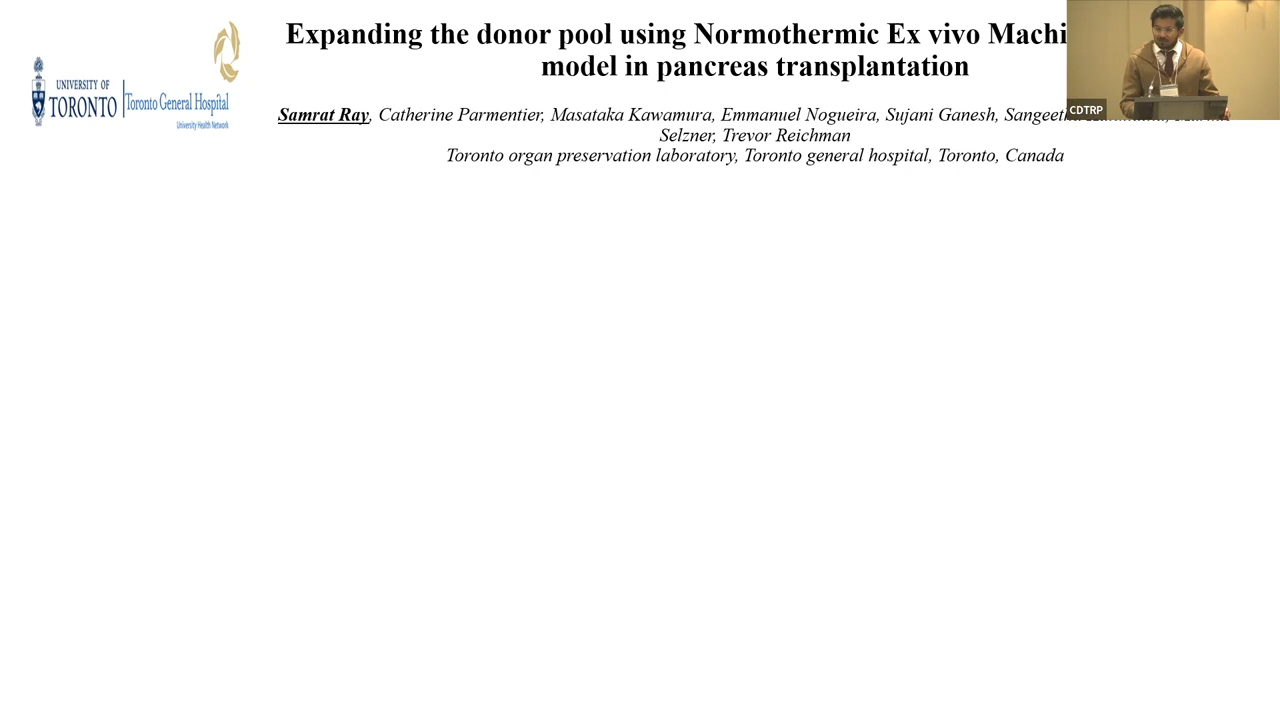 UNIVERSITY OF
TORONTO
Toronto General Hospital
University Health Network
Expanding the donor pool using Normothermic Ex vivo
model in pancreas transplantation
Samrat Ray, Catherine Parmentier, Masataka Kawamura, Emmanuel Nogueira, Sujani Ganesh,
Selzner, Trevor Reichman
Toronto organ preservation laboratory, Toronto general hospital, Toronto, Canada
CDTRP